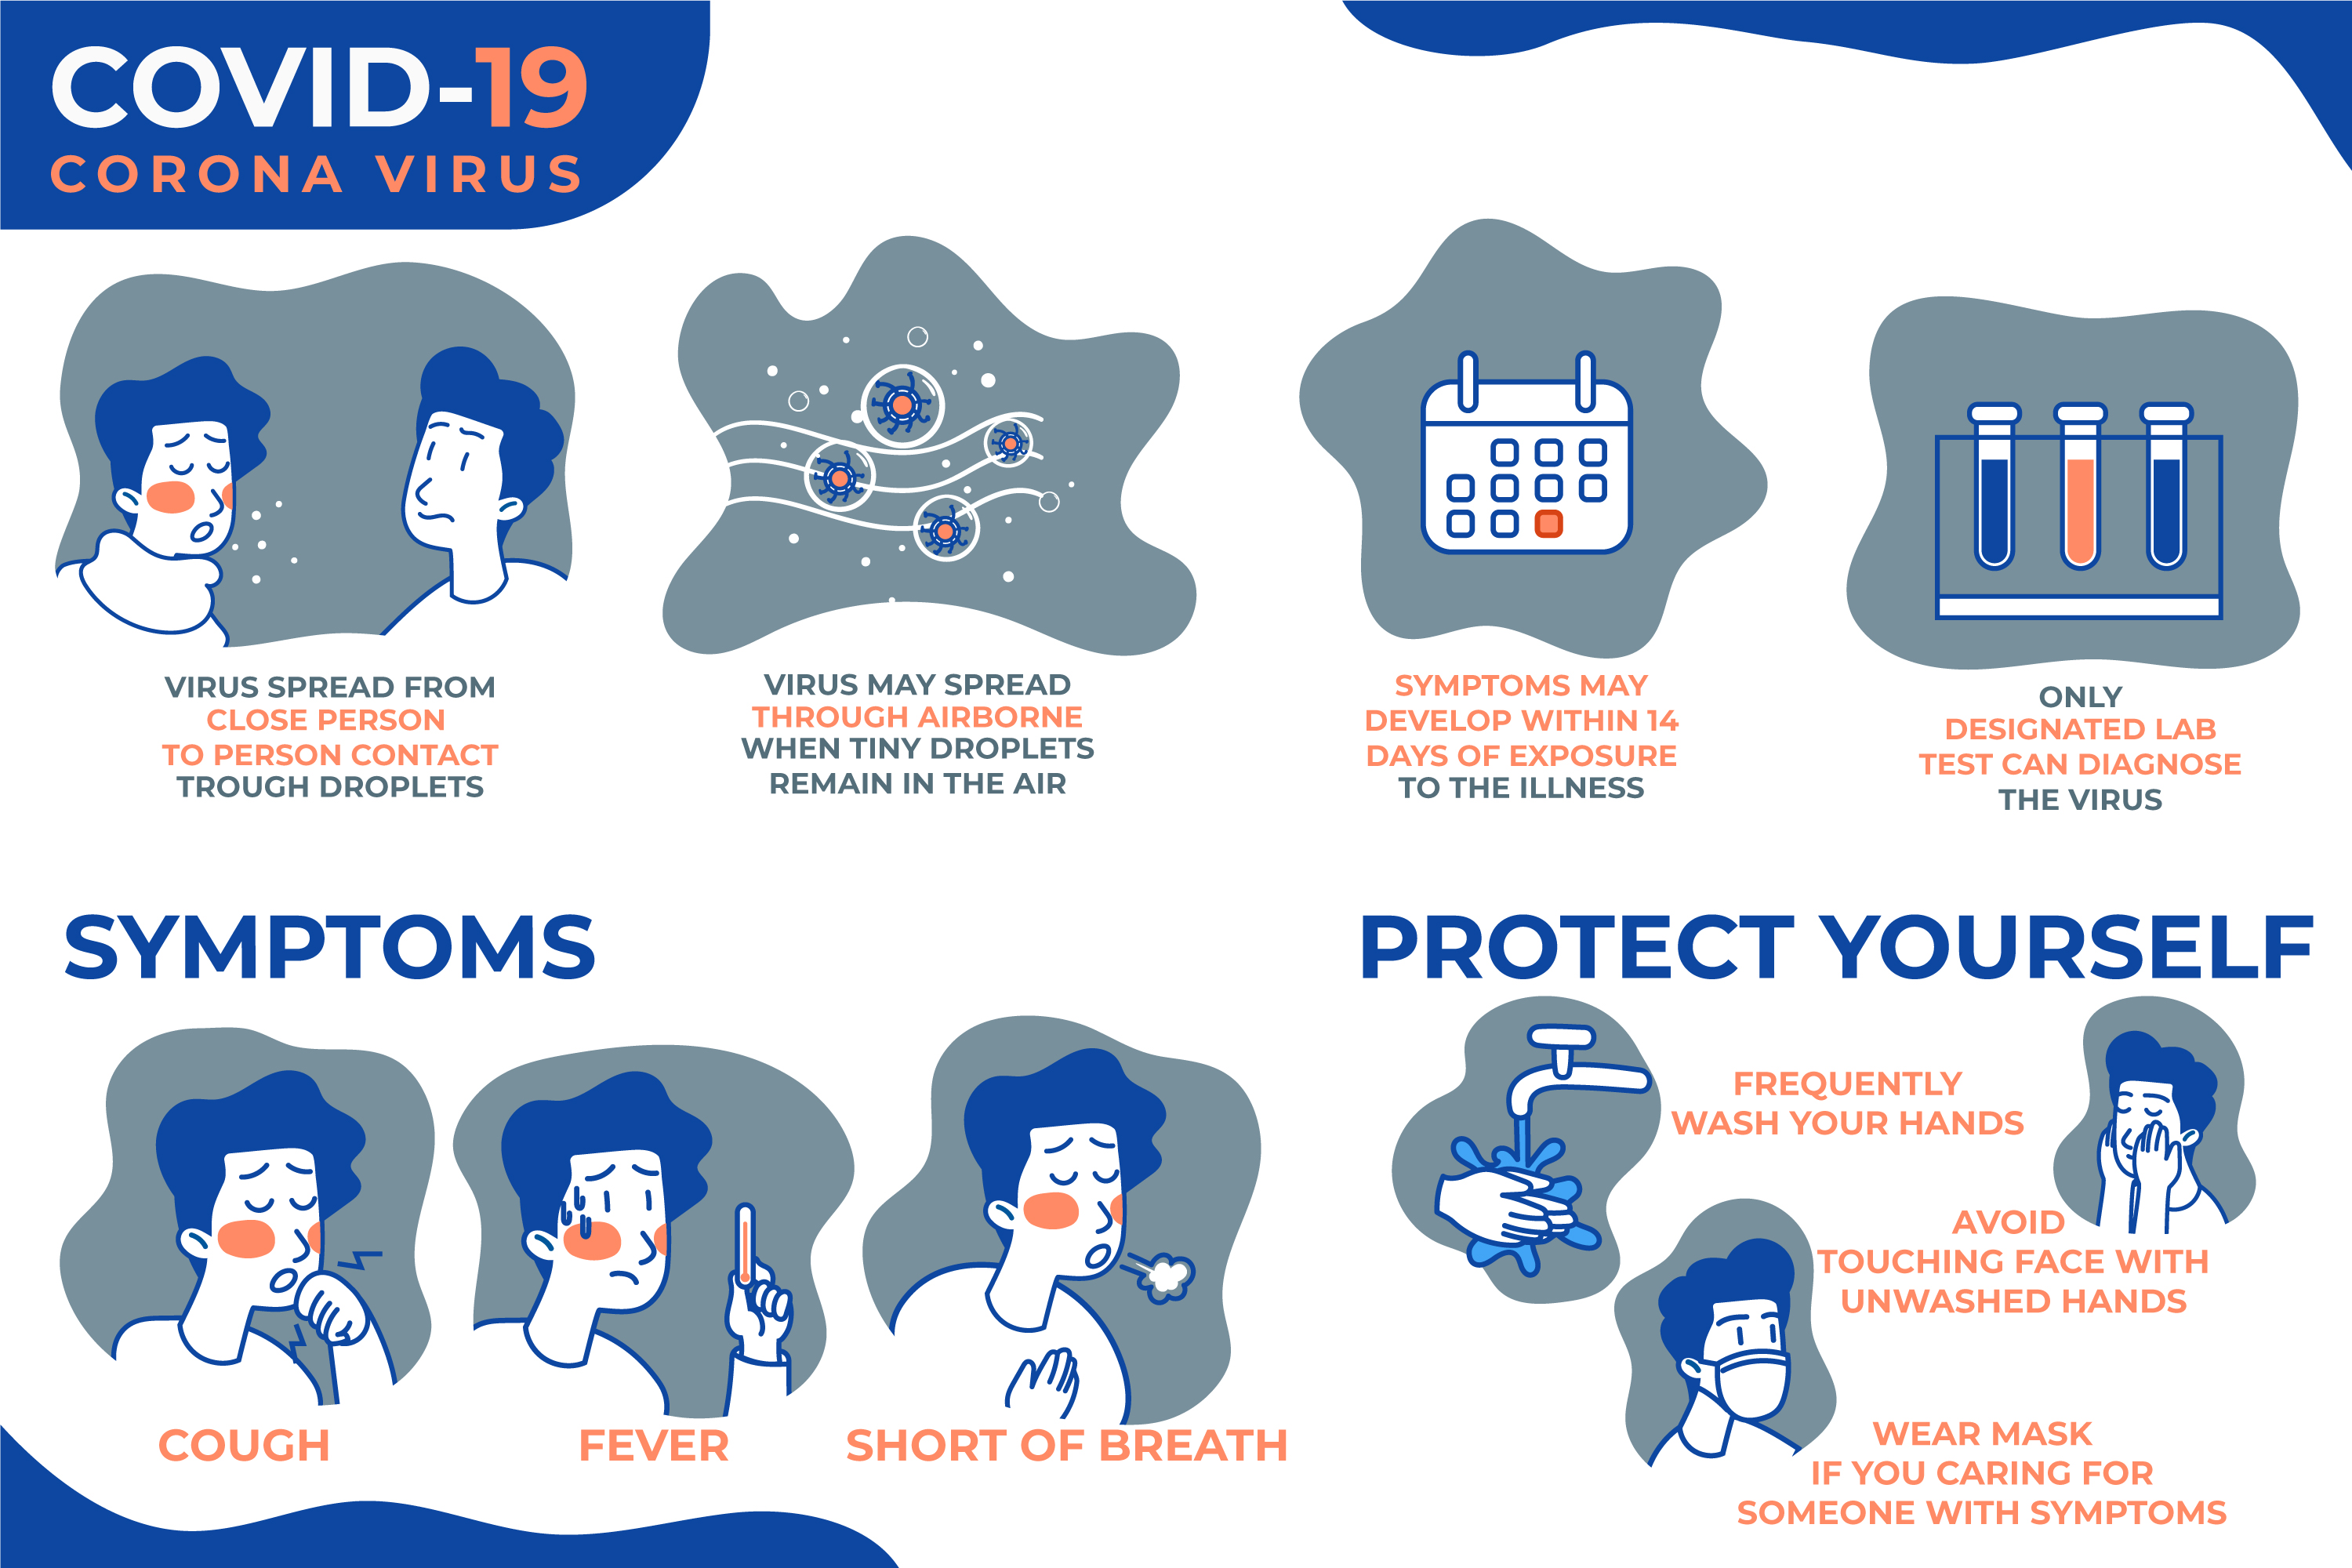 COVID-19
CORONA VIRUS
VIRUS SPREAD FROM
CLOSE PERSON
TO PERSON CONTACT
TROUGH DROPLETS
VIRUS MAY SPREAD
THROUGH AIRBORNE
WHEN TINY DROPLETS
REMAIN IN THE AIR
SYMPTOMS MAY
DEVELOP WITHIN 14
DAYS OF EXPOSURE
TO THE ILLNESS
ONLY
DESIGNATED LAB
TEST CAN DIAGNOSE
THE VIRUS
SYMPTOMS
COUGH
FEVER
SHORT OF BREATH
PROTECT YOURSELF
FREQUENTLY
WASH YOUR HANDS
AVOID
TOUCHING FACE WITH
UNWASHED HANDS
WEAR MASK
IF YOU CARING FOR
SOMEONE WITH SYMPTOMS